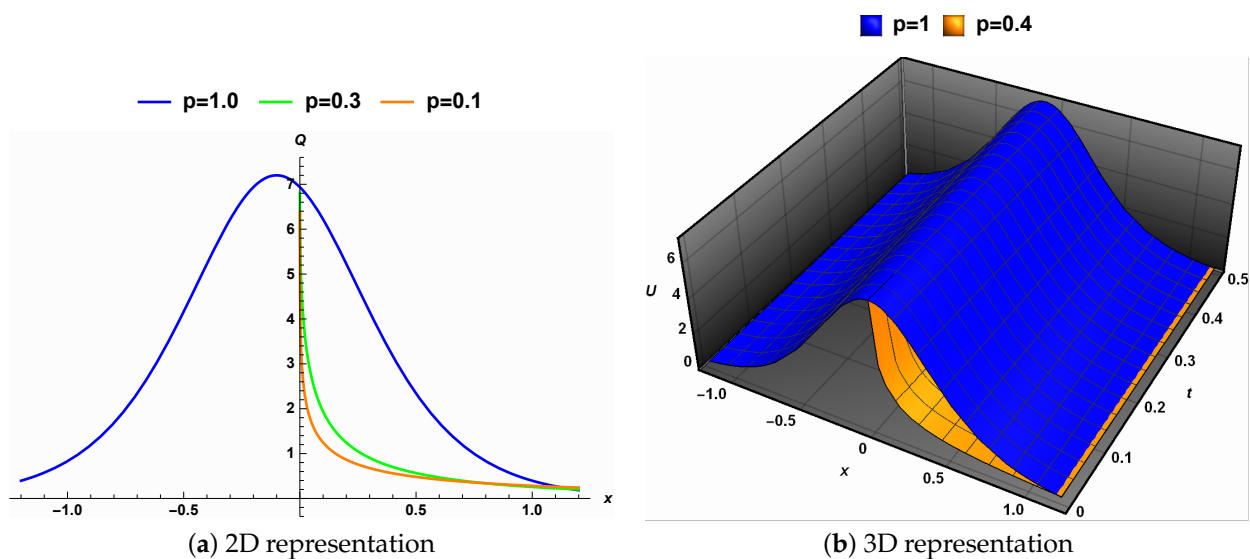 p=1.0 p=0.3 p=0.1
Q
7
6
5
4
3
2
1
−1.0 −0.5 0.5 1.0 x
(a) 2D representation
p=1 p=0.4
6
U 4
2
0
−1.0
−0.5
0
x
0.5
1.0
0.5
0.4
0.3
t
0.2
0.1
0
(b) 3D representation